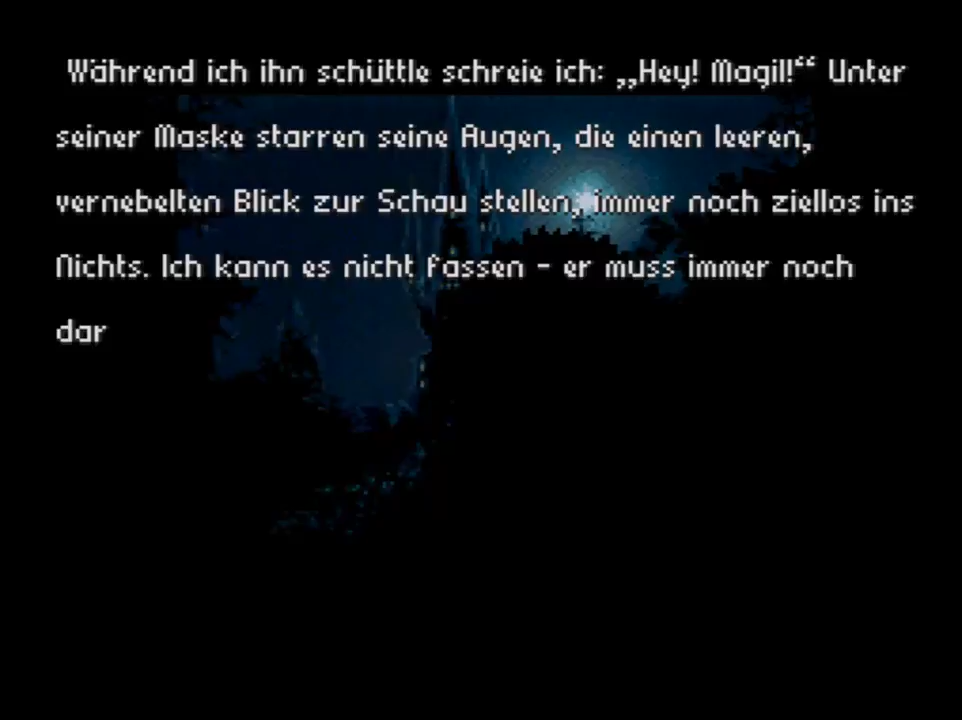 Während ich ihn schüttle schreie ich: „Hey! Magil!“ Unter
seiner Maske starren seine Augen, die einen leeren,
vernebelten Blick zur Schau stellen, immer noch ziellos ins
Nichts. Ich kann es nicht fassen - er muss immer noch
dar